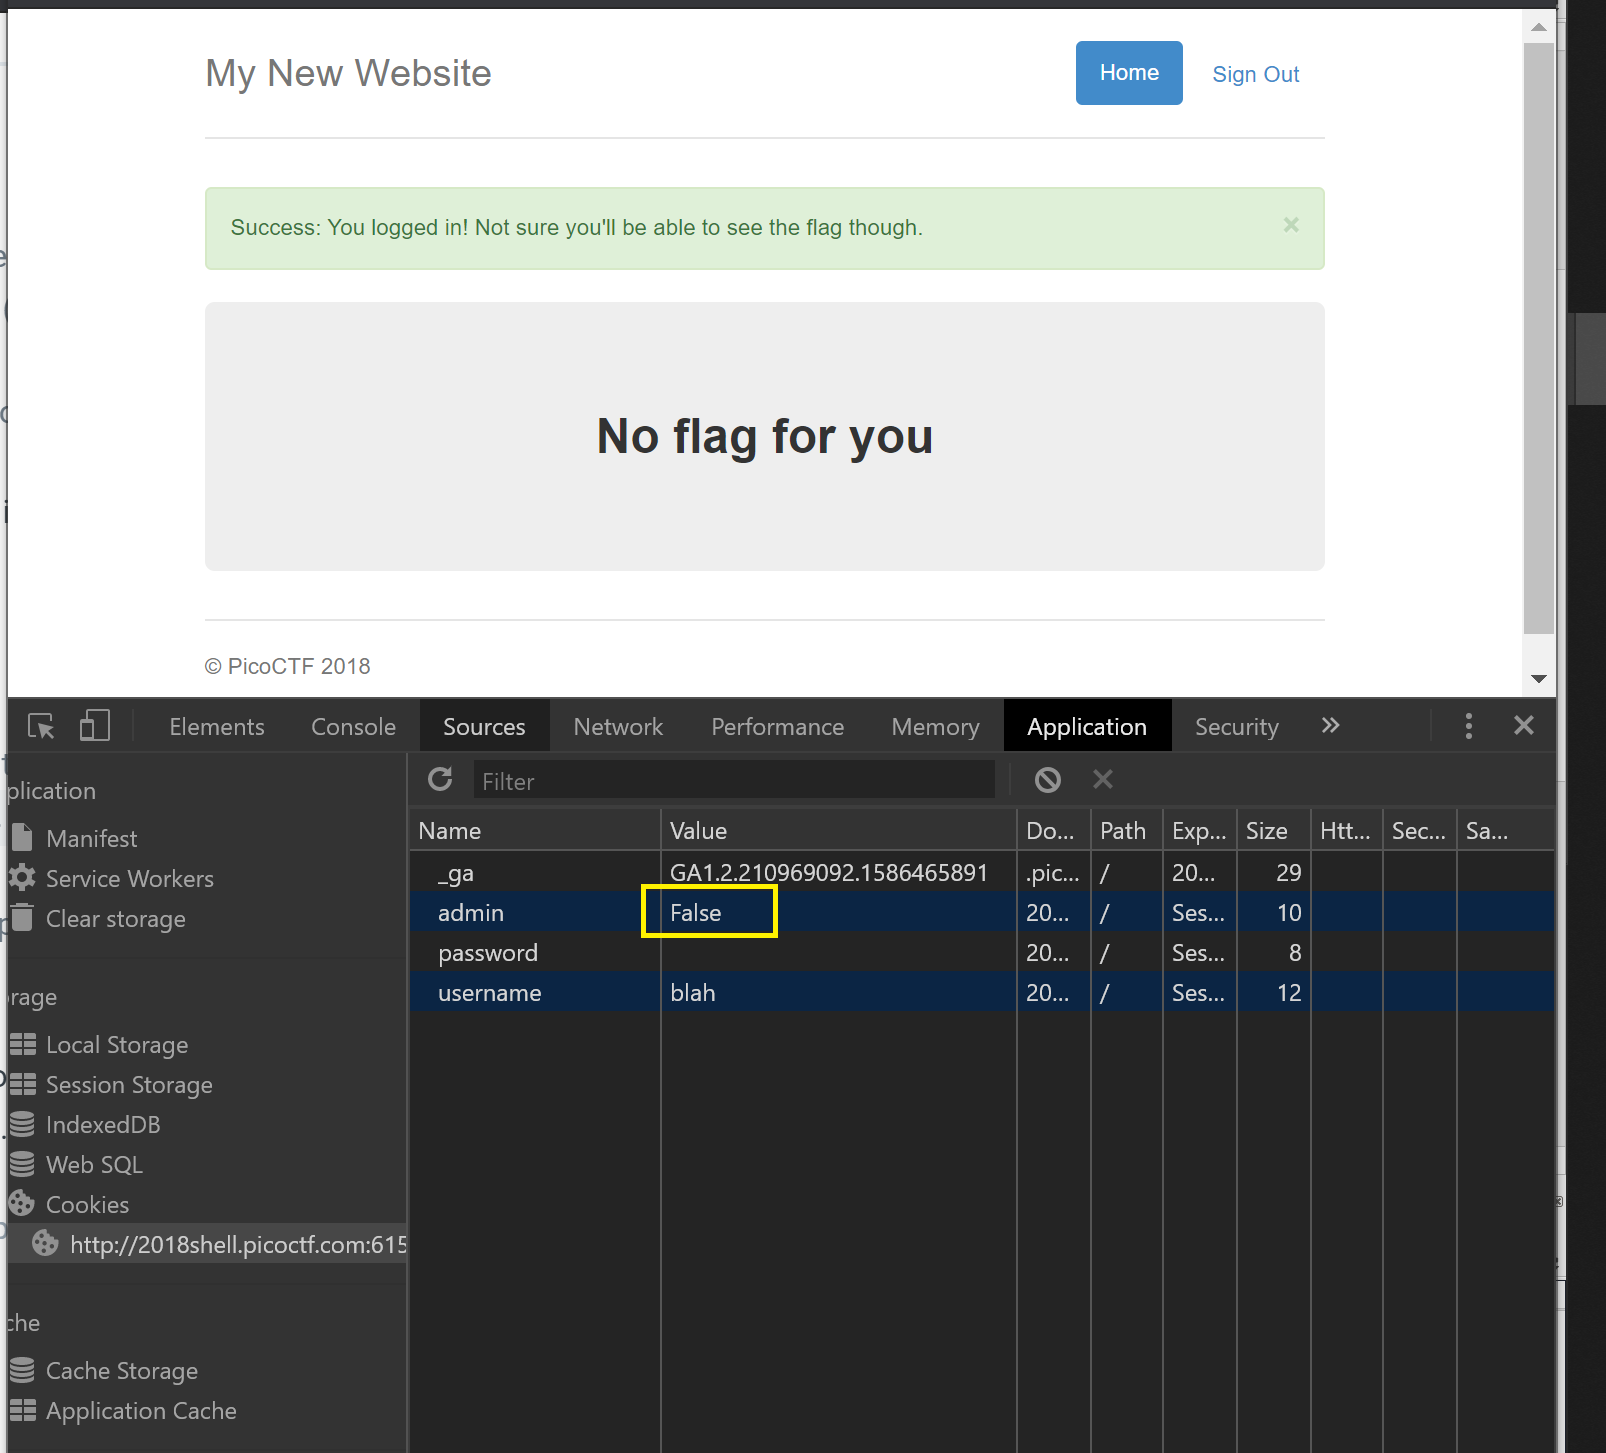 My New Website
Home Sign Out
Success: You logged in! Not sure you'll be able to see the flag though. ×
No flag for you
© PicoCTF 2018
Elements Console Sources Network Performance Memory Application Security
plication
Manifest
Service Workers
Clear storage
rage
Local Storage
Session Storage
IndexedDB
Web SQL
Cookies
http://2018shell.picoctf.com:615
che
Cache Storage
Application Cache
Filter
Name Value Do... Path Exp... Size Htt... Sec... Sa...
_ga GA1.2.210969092.1586465891 .pic... / 20... 29
admin False 20... / Ses... 10
password 20... / Ses... 8
username blah 20... / Ses... 12